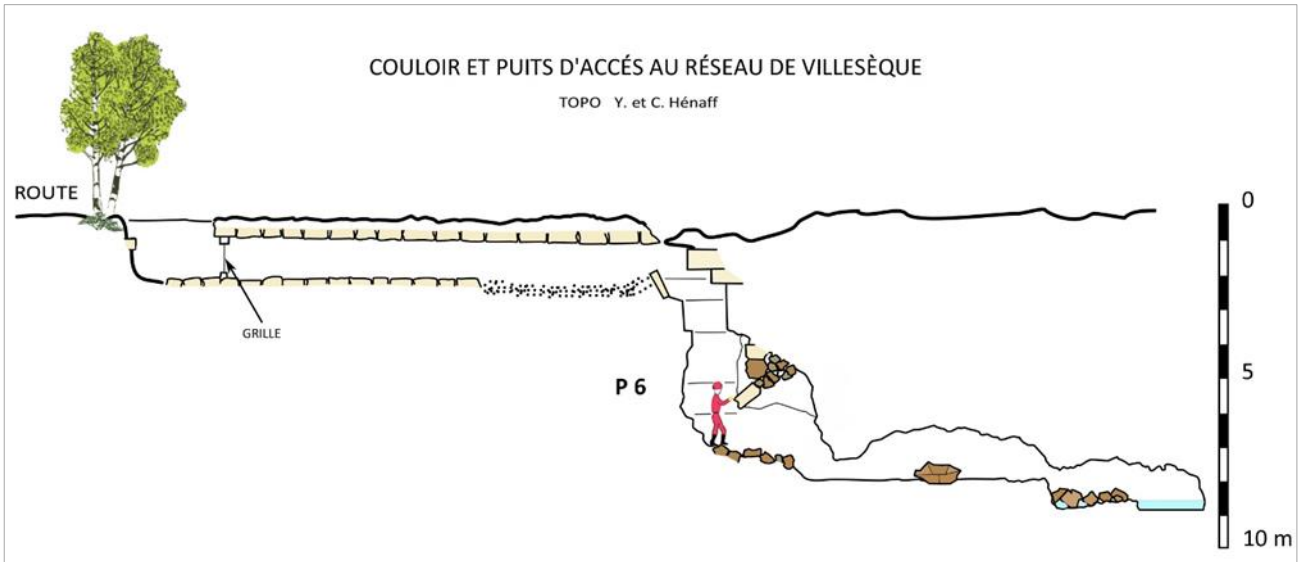 COULOIR ET PUITS D'ACCÉS AU RÉSEAU DE VILLESÈQUE
TOPO Y. et C. Hénaff
ROUTE
0
GRILLE
5
P 6
10 m